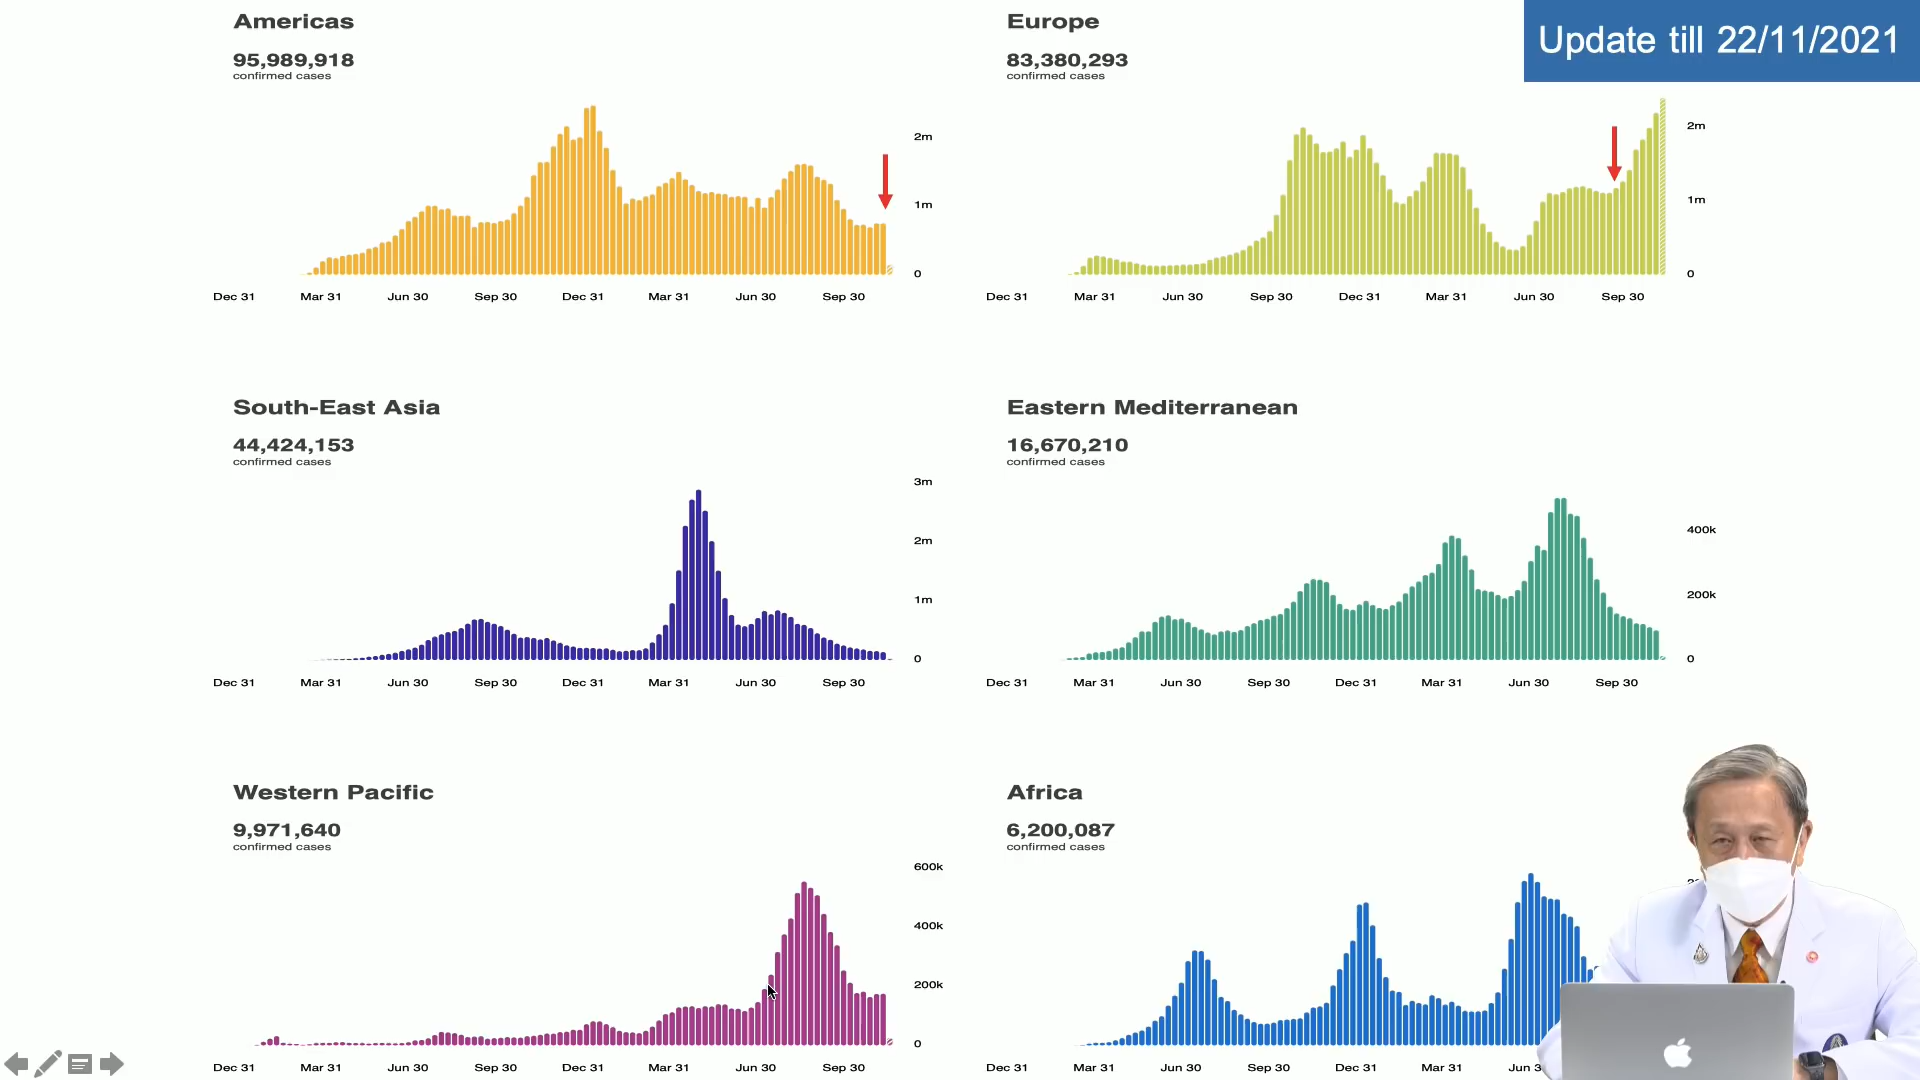 Americas
95,989,918
confirmed cases
2m
1m
0
Dec 31 Mar 31 Jun 30 Sep 30 Dec 31 Mar 31 Jun 30 Sep 30
Europe
83,380,293
confirmed cases
Update till 22/11/2021
2m
1m
0
Dec 31 Mar 31 Jun 30 Sep 30 Dec 31 Mar 31 Jun 30 Sep 30
South-East Asia
44,424,153
confirmed cases
3m
2m
1m
0
Dec 31 Mar 31 Jun 30 Sep 30 Dec 31 Mar 31 Jun 30 Sep 30
Eastern Mediterranean
16,670,210
confirmed cases
400k
200k
0
Dec 31 Mar 31 Jun 30 Sep 30 Dec 31 Mar 31 Jun 30 Sep 30
Western Pacific
9,971,640
confirmed cases
600k
400k
200k
0
Dec 31 Mar 31 Jun 30 Sep 30 Dec 31 Mar 31 Jun 30 Sep 30
Africa
6,200,087
confirmed cases
Dec 31 Mar 31 Jun 30 Sep 30 Dec 31 Mar 31